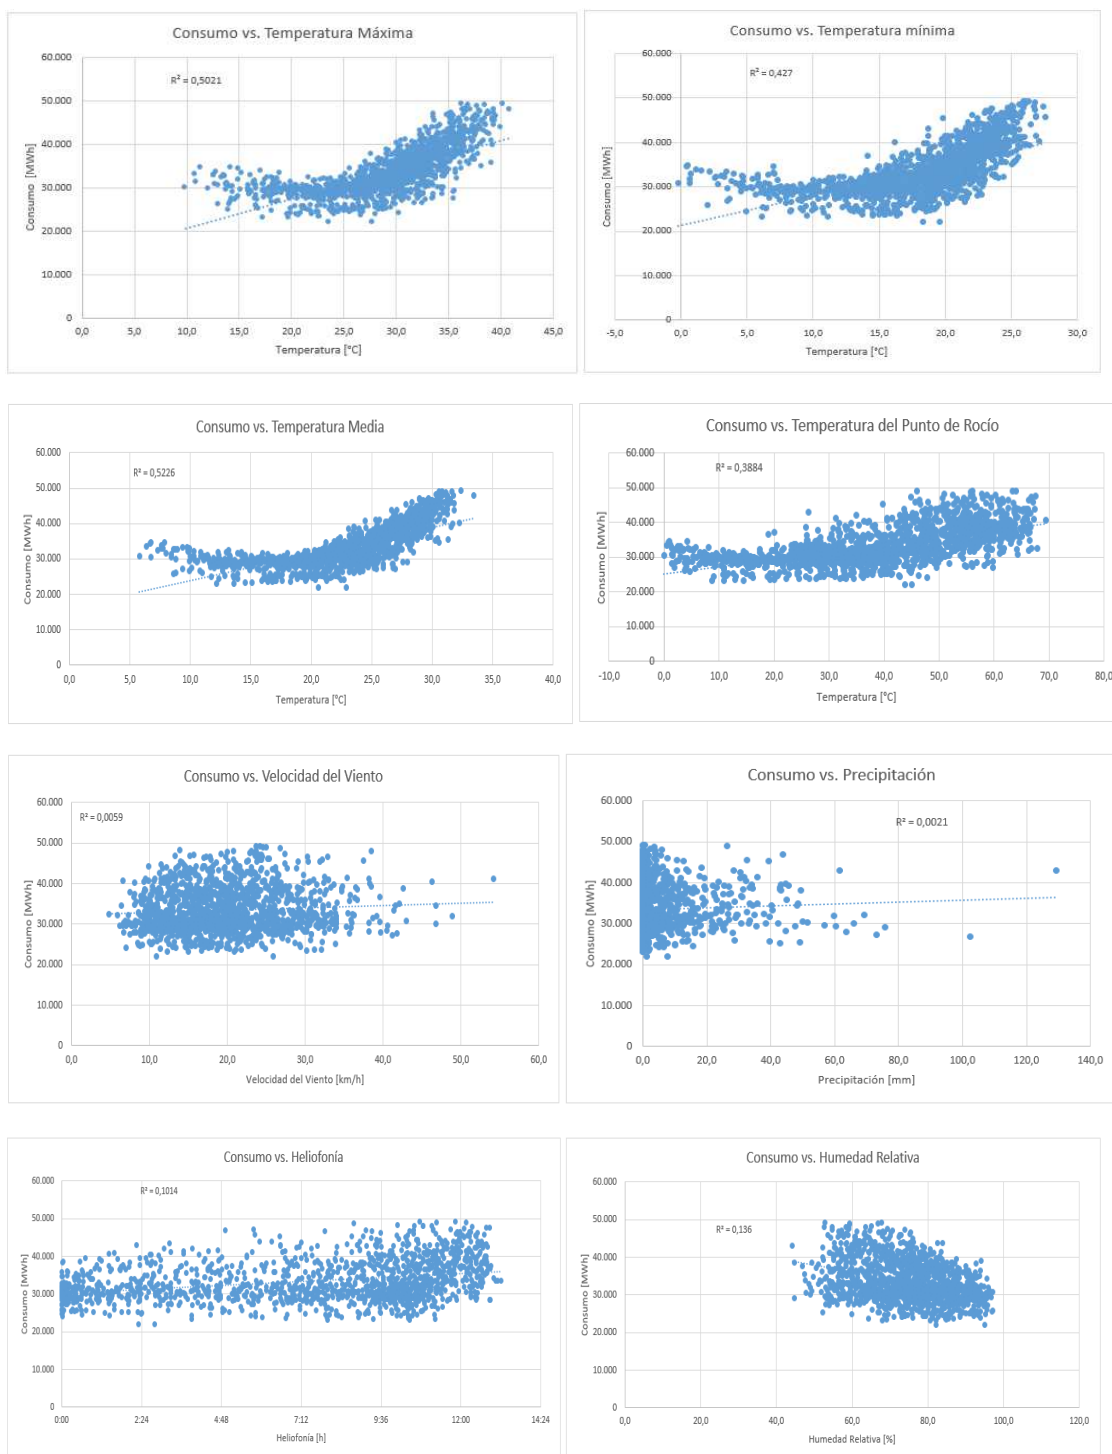 Consumo vs. Temperatura Máxima
R² = 0,5021
60.000
50.000
40.000
30.000
20.000
10.000
0
Consumo [MWh]
0,0 5,0 10,0 15,0 20,0 25,0 30,0 35,0 40,0 45,0
Temperatura [°C]
Consumo vs. Temperatura mínima
R² = 0,427
60.000
50.000
40.000
30.000
20.000
10.000
0
Consumo [MWh]
-5,0 0,0 5,0 10,0 15,0 20,0 25,0 30,0
Temperatura [°C]
Consumo vs. Temperatura Media
R² = 0,5226
60.000
50.000
40.000
30.000
20.000
10.000
0
Consumo [MWh]
0,0 5,0 10,0 15,0 20,0 25,0 30,0 35,0 40,0
Temperatura [°C]
Consumo vs. Temperatura del Punto de Rocío
R² = 0,3884
60.000
50.000
40.000
30.000
20.000
10.000
0
Consumo [MWh]
-10,0 0,0 10,0 20,0 30,0 40,0 50,0 60,0 70,0 80,0
Temperatura [°C]
Consumo vs. Velocidad del Viento
R² = 0,0059
60.000
50.000
40.000
30.000
20.000
10.000
0
Consumo [MWh]
0,0 10,0 20,0 30,0 40,0 50,0 60,0
Velocidad del Viento [km/h]
Consumo vs. Precipitación
R² = 0,0021
60.000
50.000
40.000
30.000
20.000
10.000
0
Consumo [MWh]
0,0 20,0 40,0 60,0 80,0 100,0 120,0 140,0
Precipitación [mm]
Consumo vs. Heliofonía
R² = 0,1014
60.000
50.000
40.000
30.000
20.000
10.000
0
Consumo [MWh]
0:00 2:24 4:48 7:12 9:36 12:00 14:24
Heliofonía [h]
Consumo vs. Humedad Relativa
R² = 0,136
60.000
50.000
40.000
30.000
20.000
10.000
0
Consumo [MWh]
0,0 20,0 40,0 60,0 80,0 100,0 120,0
Humedad Relativa [%]